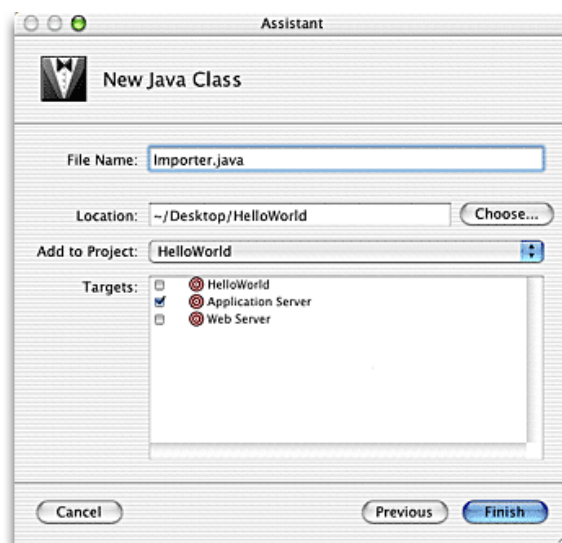 Assistant
New Java Class
File Name: Importer.java
Location: ~/Desktop/HelloWorld Choose...
Add to Project: HelloWorld
Targets: HelloWorld
Application Server
Web Server
Cancel Previous Finish